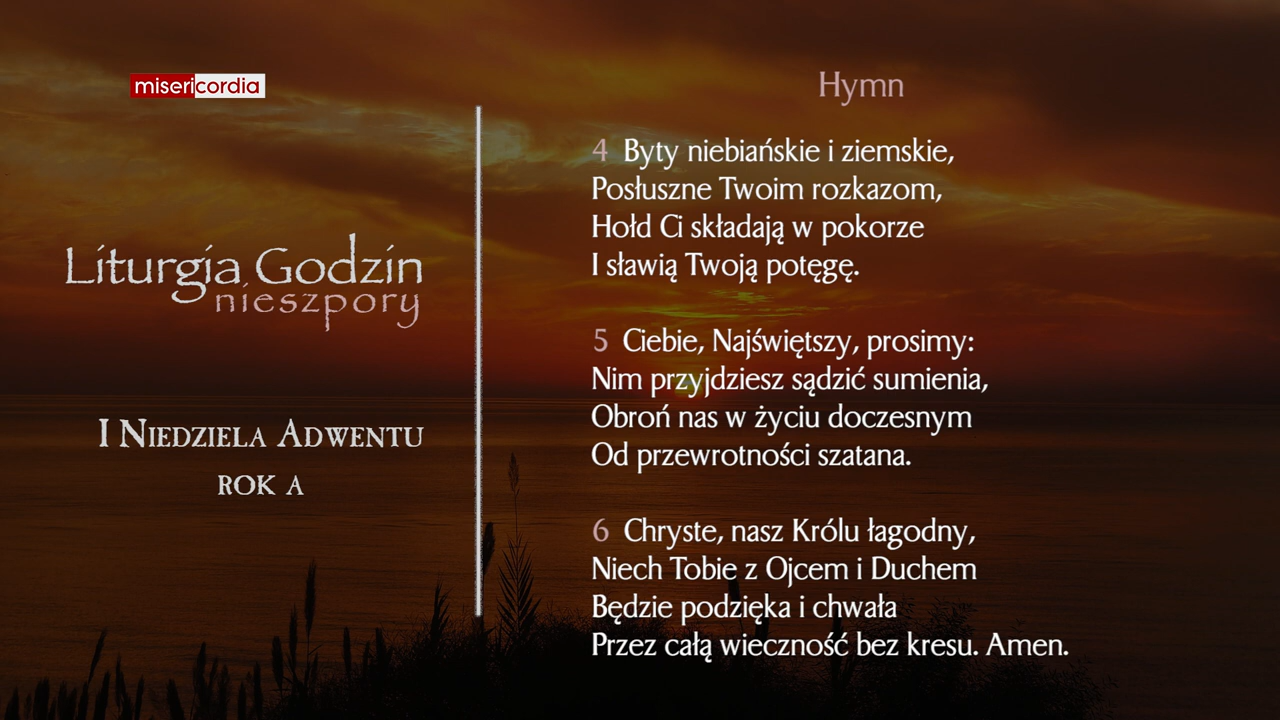 misericordia
Liturgia Godzin
nieszpory
I Niedziela Adwentu
rok a
Hymn
4 Byty niebiańskie i ziemskie,
Posłuszne Twoim rozkazom,
Hołd Ci składają w pokorze
I sławią Twoją potęgę.
5 Ciebie, Najświętszy, prosimy:
Nim przyjdziesz sądzić sumienia,
Obroń nas w życiu doczesnym
Od przewrotności szatana.
6 Chryste, nasz Królu łagodny,
Niech Tobie z Ojcem i Duchem
Będzie podzięka i chwała
Przez całą wieczność bez kresu. Amen.